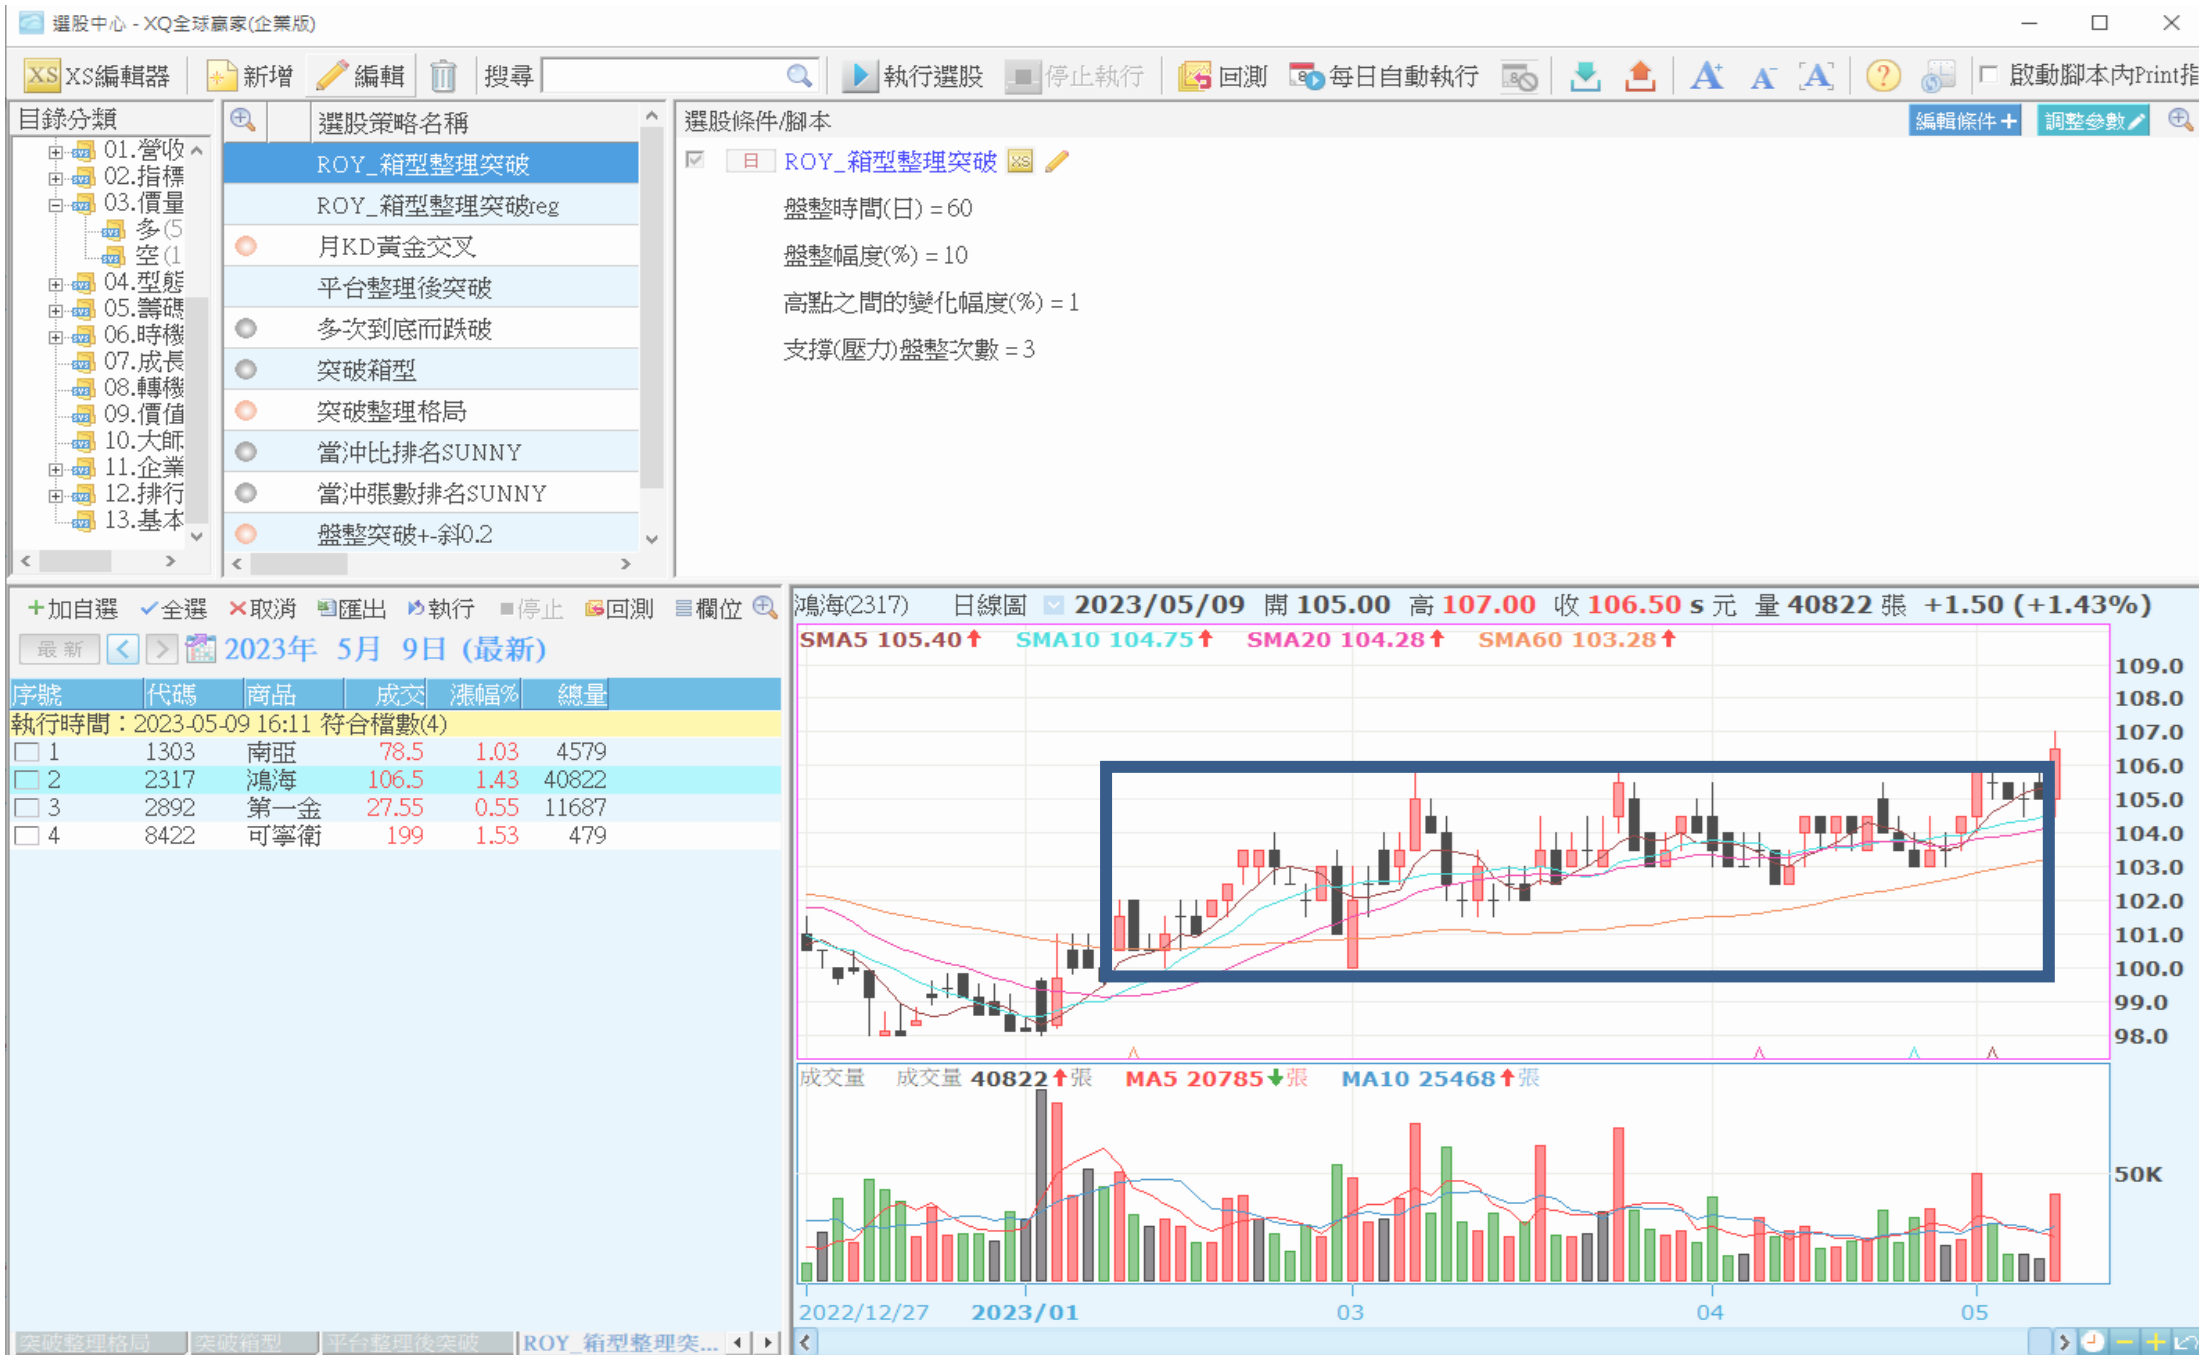 選股中心 - XQ全球贏家(企業版)
XS XS編輯器 新增 編輯 搜尋 執行選股 停止執行 回測 每日自動執行 A+ A- [A] ? 啟動腳本內Print指
目錄分類
01.營收
02.指標
03.價量
多(5
空(1
04.型態
05.籌碼
06.時機
07.成長
08.轉機
09.價值
10.大師
11.企業
12.排行
13.基本
選股策略名稱
ROY_箱型整理突破
ROY_箱型整理突破reg
月KD黃金交叉
平台整理後突破
多次到底而跌破
突破箱型
突破整理格局
當沖比排名SUNNY
當沖張數排名SUNNY
盤整突破+-斜0.2
選股條件/腳本 編輯條件+ 調整參數
日 ROY_箱型整理突破 XS
盤整時間(日) = 60
盤整幅度(%) = 10
高點之間的變化幅度(%) = 1
支撐(壓力)盤整次數 = 3
+加自選 全選 取消 匯出 執行 停止 回測 欄位
最新 < > 2023年 5月 9日 (最新)
序號 代碼 商品 成交 漲幅% 總量
執行時間：2023-05-09 16:11 符合檔數(4)
1 1303 南亞 78.5 1.03 4579
2 2317 鴻海 106.5 1.43 40822
3 2892 第一金 27.55 0.55 11687
4 8422 可寧衛 199 1.53 479
突破整理格局 突破箱型 平台整理後突破 ROY_箱型整理突...
鴻海(2317) 日線圖 2023/05/09 開 105.00 高 107.00 收 106.50 s 元 量 40822 張 +1.50 (+1.43%)
SMA5 105.40 SMA10 104.75 SMA20 104.28 SMA60 103.28
109.0
108.0
107.0
106.0
105.0
104.0
103.0
102.0
101.0
100.0
99.0
98.0
成交量 成交量 40822 張 MA5 20785 張 MA10 25468 張
50K
2022/12/27 2023/01 03 04 05